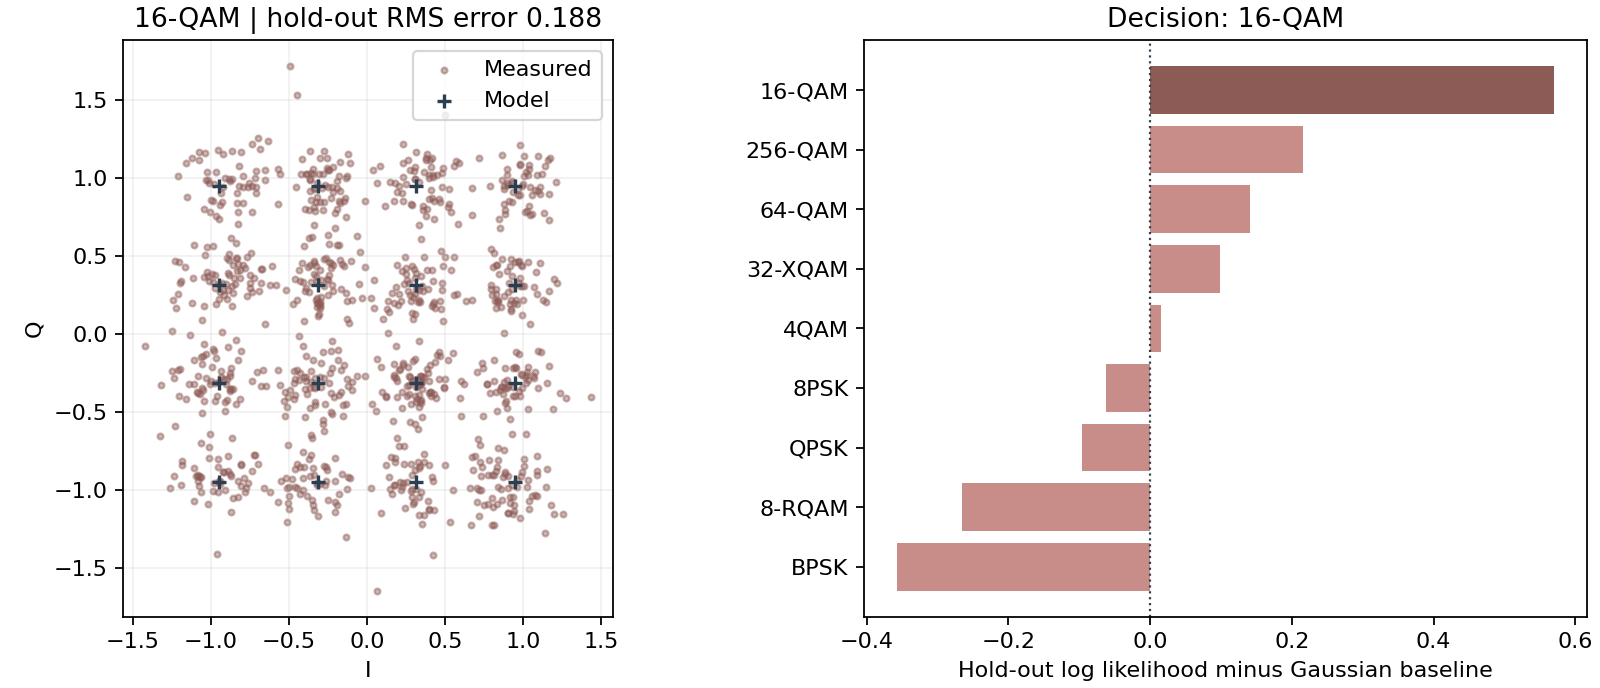 16-QAM | hold-out RMS error 0.188
Measured
Model
1.5
1.0
0.5
0.0
−0.5
−1.0
−1.5
Q
−1.5
−1.0
−0.5
0.0
0.5
1.0
1.5
I
Decision: 16-QAM
16-QAM
256-QAM
64-QAM
32-XQAM
4QAM
8PSK
QPSK
8-RQAM
BPSK
−0.4
−0.2
0.0
0.2
0.4
0.6
Hold-out log likelihood minus Gaussian baseline